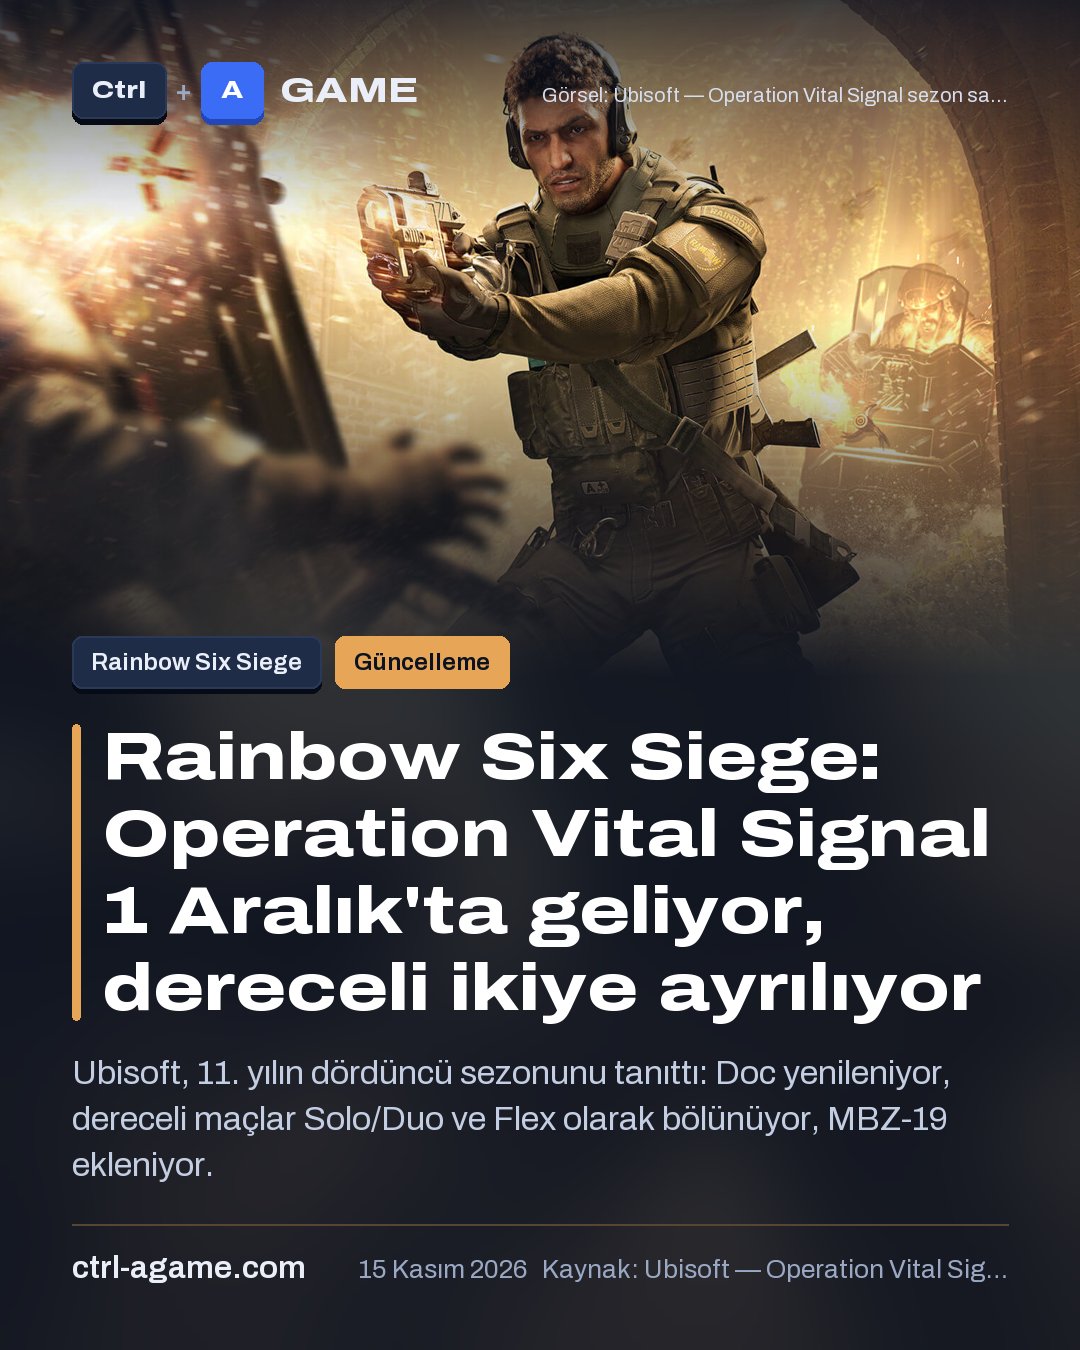 Ctrl + A GAME
Görsel: Ubisoft — Operation Vital Signal sezon sa...
RAINBOW
A+
Rainbow Six Siege
Güncelleme
Rainbow Six Siege:
Operation Vital Signal
1 Aralık'ta geliyor,
dereceli ikiye ayrılıyor
Ubisoft, 11. yılın dördüncü sezonunu tanıttı: Doc yenileniyor,
dereceli maçlar Solo/Duo ve Flex olarak bölünüyor, MBZ-19
ekleniyor.
ctrl-agame.com
15 Kasım 2026 Kaynak: Ubisoft — Operation Vital Sig...